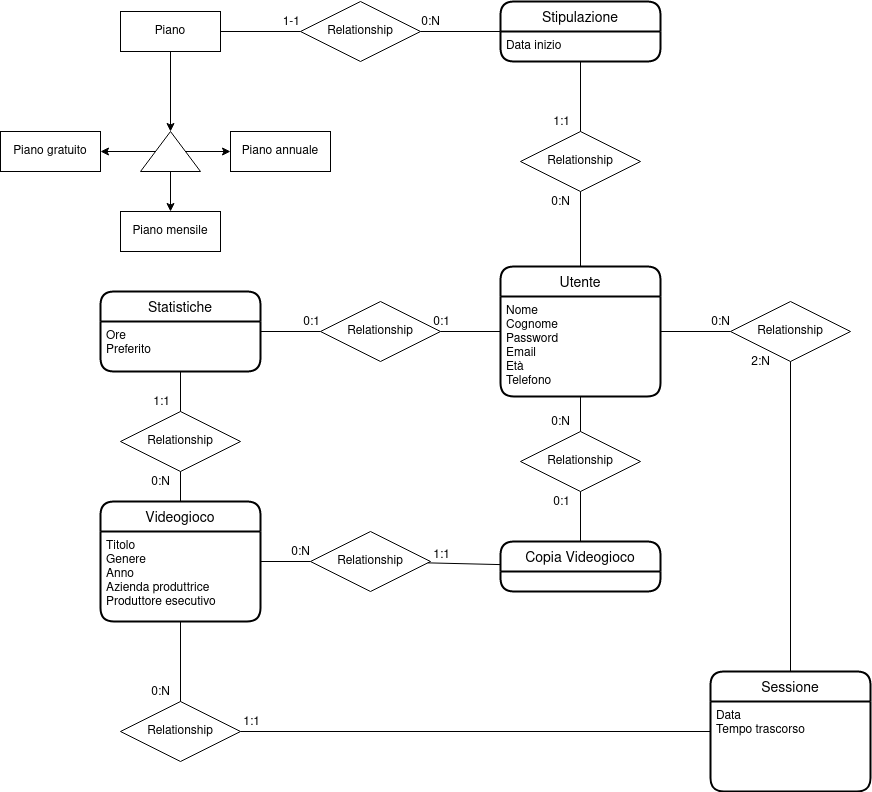 Piano
1-1
Relationship
0:N
Stipulazione
Data inizio
1:1
Piano gratuito
Piano annuale
Relationship
0:N
Piano mensile
Utente
Nome
Cognome
Password
Email
Età
Telefono
Statistiche
Ore
Preferito
0:1
Relationship
0:1
0:N
Relationship
2:N
1:1
Relationship
0:N
0:N
Relationship
0:1
Videogioco
Titolo
Genere
Anno
Azienda produttrice
Produttore esecutivo
0:N
Relationship
1:1
Copia Videogioco
0:N
Relationship
1:1
Sessione
Data
Tempo trascorso